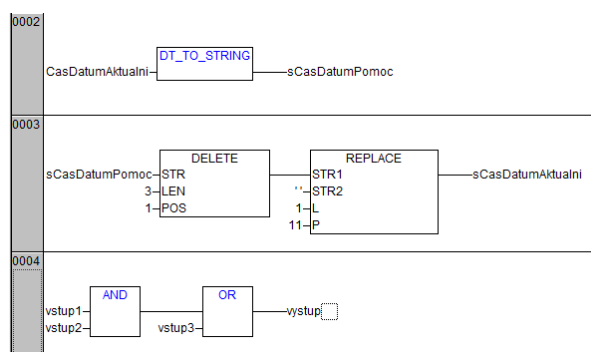 0002
DT_TO_STRING
CasDatumAktualni sCasDatumPomoc
0003
DELETE REPLACE
sCasDatumPomoc STR STR1 sCasDatumAktualni
3 LEN '' STR2
1 POS 1 L
11 P
0004
AND OR
vstup1 vystup
vstup2 vstup3